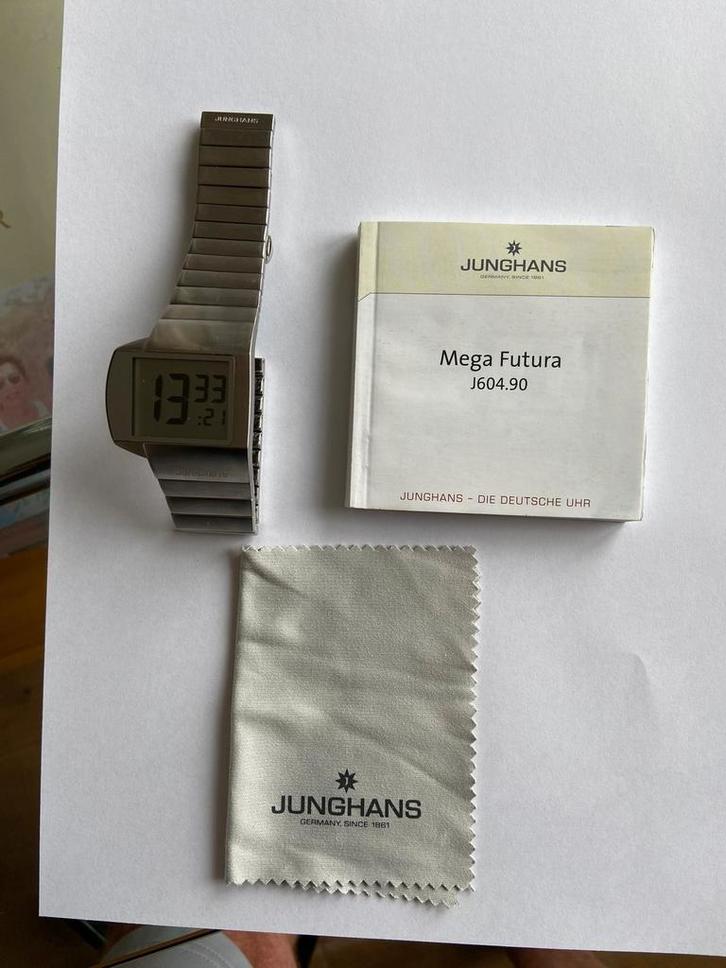 JUNGHANS
13 33
:21
JUNGHANS
GERMANY, SINCE 1861
Mega Futura
J604.90
JUNGHANS – DIE DEUTSCHE UHR
JUNGHANS
GERMANY, SINCE 1861